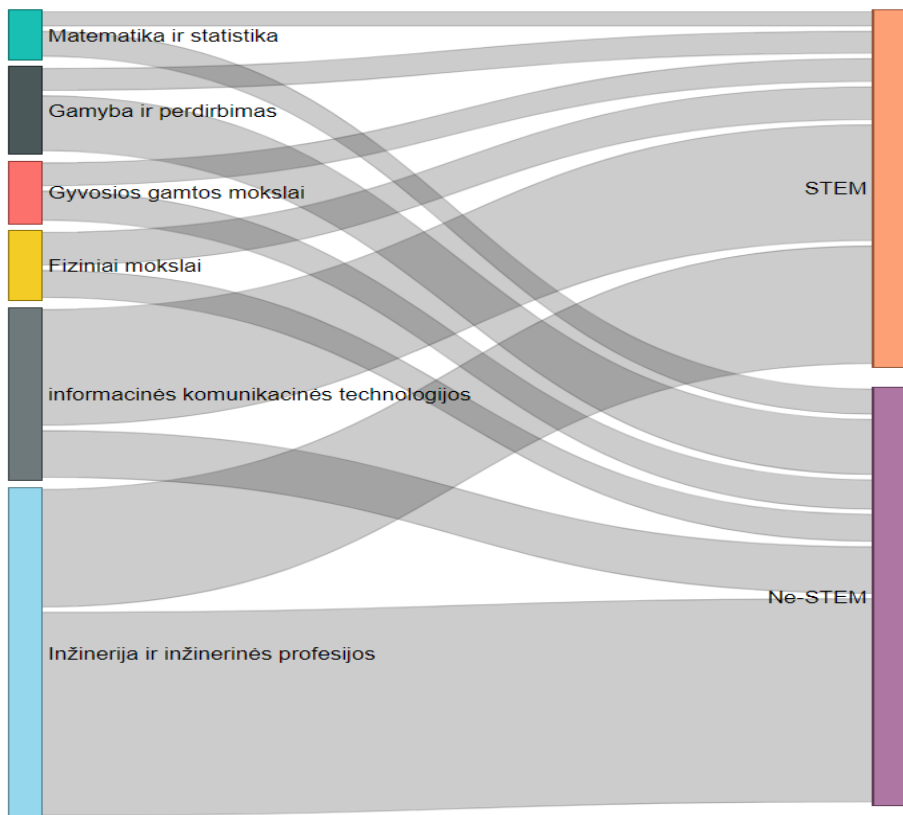 Matematika ir statistika
Gamyba ir perdirbimas
Gyvosios gamtos mokslai
Fiziniai mokslai
informacinės komunikacinės technologijos
Inžinerija ir inžinerinės profesijos
STEM
Ne-STEM